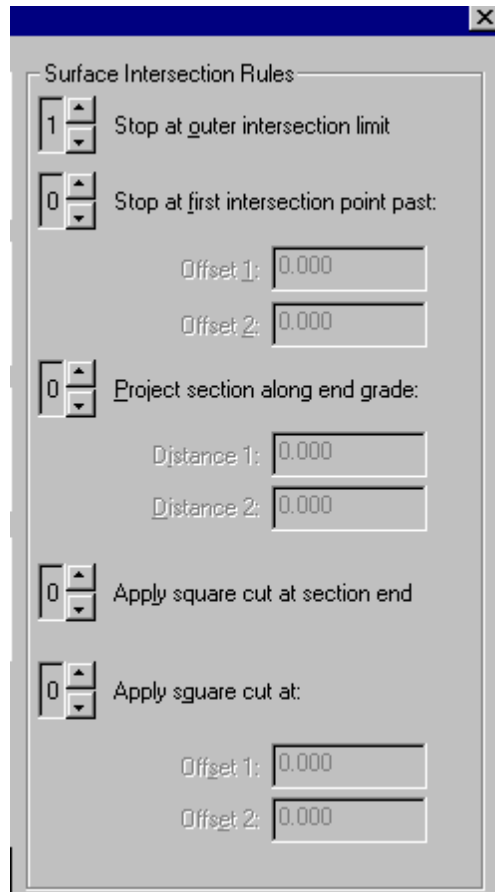 Surface Intersection Rules
1 Stop at outer intersection limit
0 Stop at first intersection point past:
Offset 1: 0.000
Offset 2: 0.000
0 Project section along end grade:
Distance 1: 0.000
Distance 2: 0.000
0 Apply square cut at section end
0 Apply sguare cut at:
Offset 1: 0.000
Offset 2: 0.000